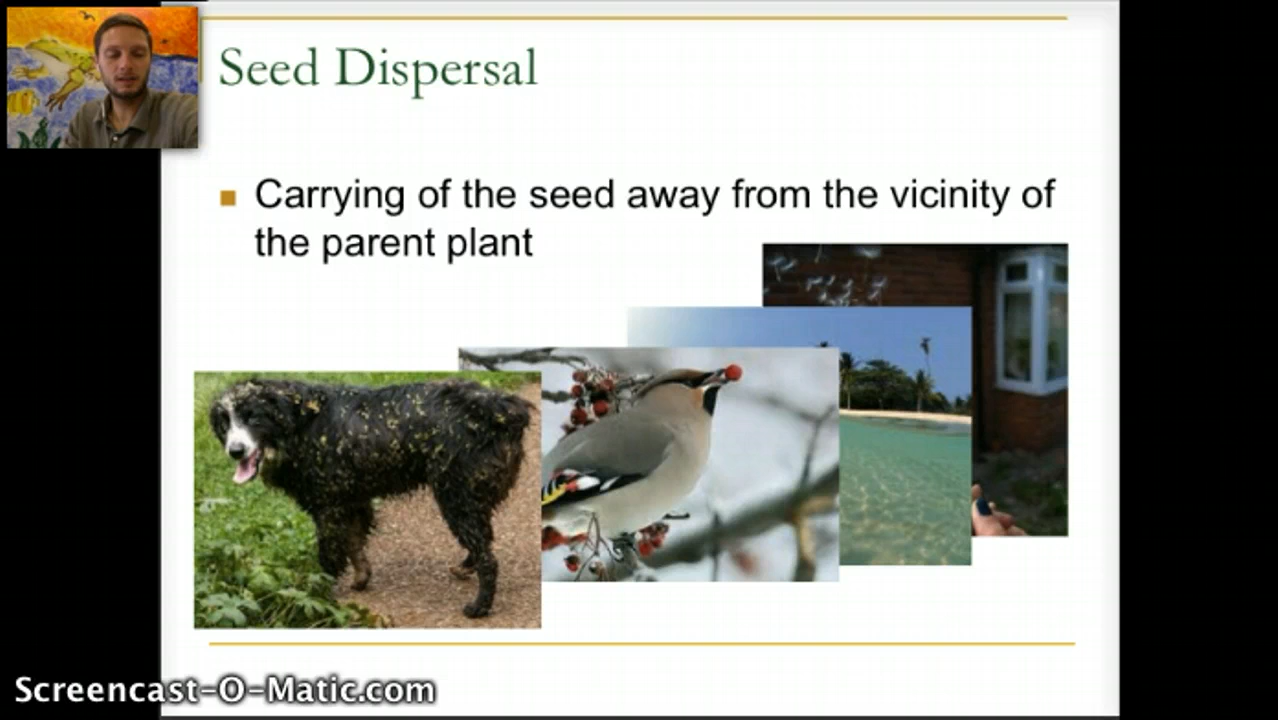 Seed Dispersal
Carrying of the seed away from the vicinity of
the parent plant
Screencast-O-Matic.com